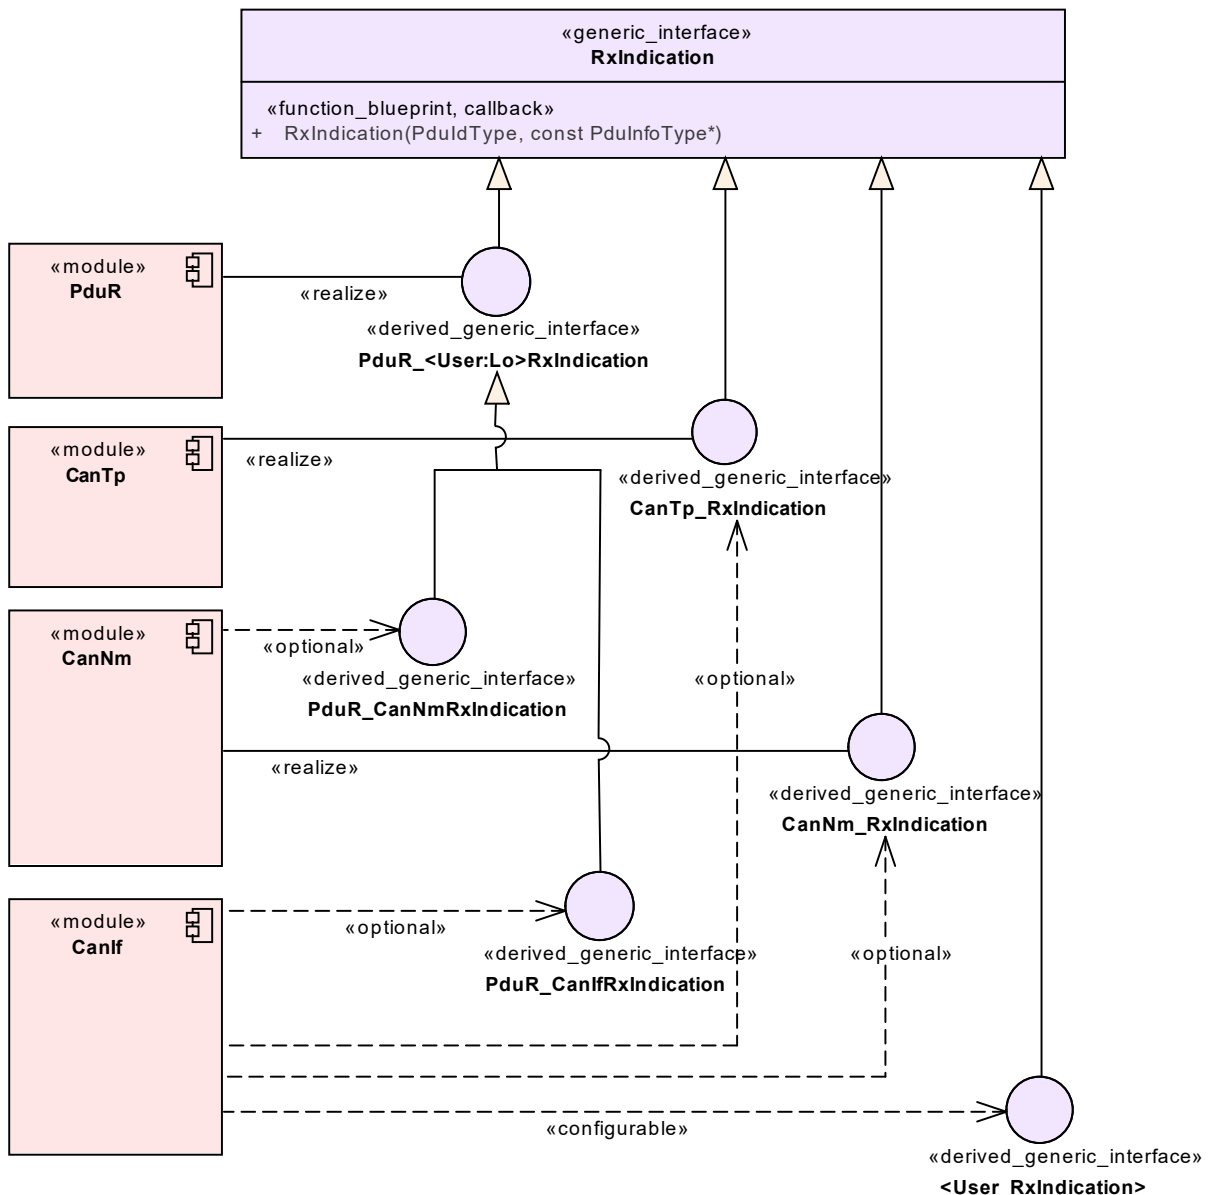 «generic_interface»
RxIndication
«function_blueprint, callback»
+ RxIndication(PduIdType, const PduInfoType*)
«module»
PduR
«realize»
«derived_generic_interface»
PduR_<User:Lo>RxIndication
«module»
CanTp
«realize»
«derived_generic_interface»
CanTp_RxIndication
«module»
CanNm
«optional»
«derived_generic_interface»
PduR_CanNmRxIndication
«optional»
«realize»
«derived_generic_interface»
CanNm_RxIndication
«module»
CanIf
«optional»
«derived_generic_interface»
PduR_CanIfRxIndication
«optional»
«configurable»
«derived_generic_interface»
<User_RxIndication>